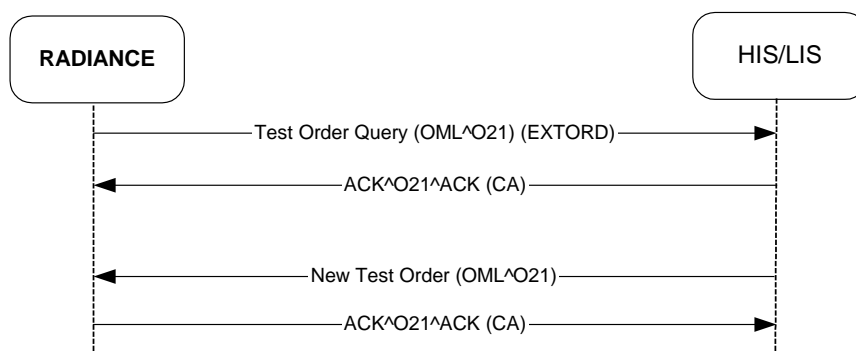 RADIANCE
HIS/LIS
Test Order Query (OML^O21) (EXTORD)
ACK^O21^ACK (CA)
New Test Order (OML^O21)
ACK^O21^ACK (CA)